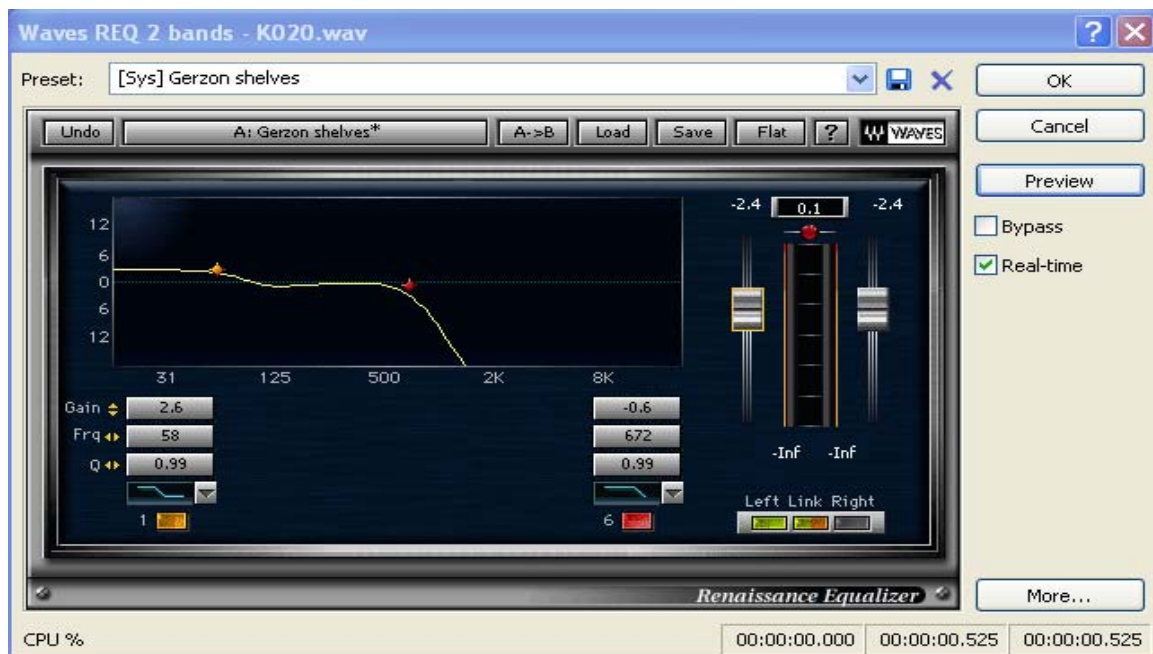 Waves REQ 2 bands - K020.wav
Preset: [Sys] Gerzon shelves
OK
Cancel
Preview
Bypass
Real-time
More...
Undo A: Gerzon shelves* A->B Load Save Flat ? WAVES
-2.4 0.1 -2.4
12
6
0
6
12
31 125 500 2K 8K
Gain 2.6 -0.6
Frq 58 672
Q 0.99 0.99
1 6
-Inf -Inf
Left Link Right
Renaissance Equalizer
CPU % 00:00:00.000 00:00:00.525 00:00:00.525